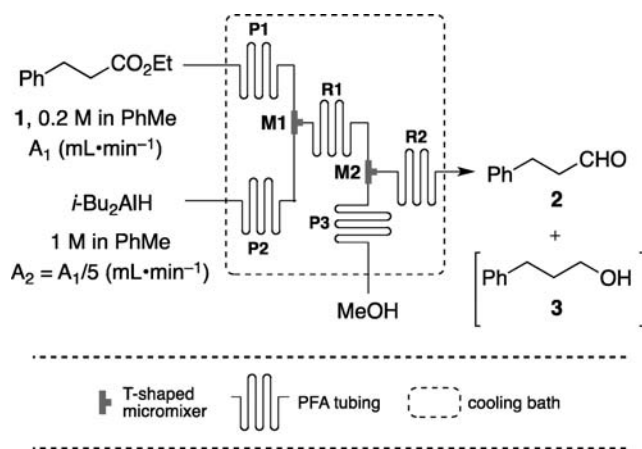 P1
Ph
CO₂Et
R1
1, 0.2 M in PhMe
M1
R2
A₁ (mL•min⁻¹)
M2
Ph
CHO
i-Bu₂AlH
2
P2
P3
+
1 M in PhMe
Ph
OH
A₂ = A₁/5 (mL•min⁻¹)
MeOH
3
T-shaped
micromixer
PFA tubing
cooling bath